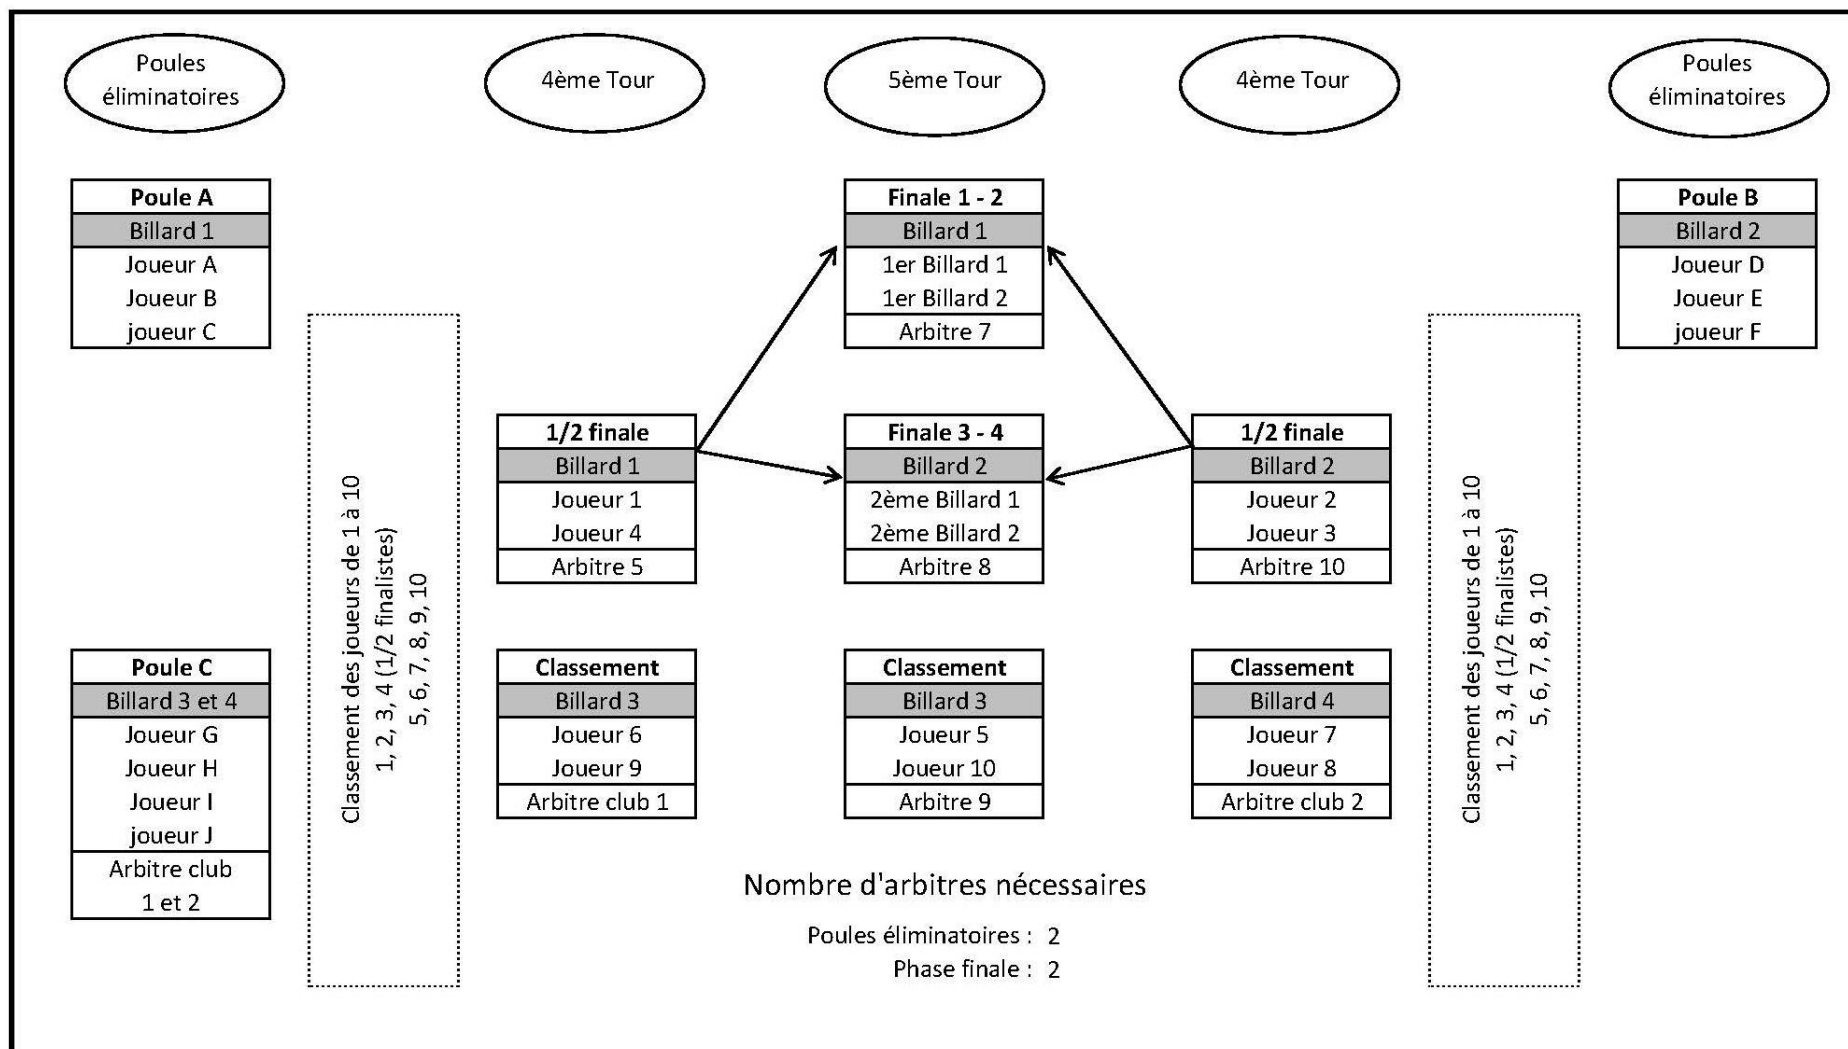 Poules
éliminatoires
4ème Tour
5ème Tour
4ème Tour
Poules
éliminatoires
Poule A
Billard 1
Joueur A
Joueur B
joueur C
Finale 1 - 2
Billard 1
1er Billard 1
1er Billard 2
Arbitre 7
Poule B
Billard 2
Joueur D
Joueur E
joueur F
Classement des joueurs de 1 à 10
1, 2, 3, 4 (1/2 finalistes)
5, 6, 7, 8, 9, 10
1/2 finale
Billard 1
Joueur 1
Joueur 4
Arbitre 5
Finale 3 - 4
Billard 2
2ème Billard 1
2ème Billard 2
Arbitre 8
1/2 finale
Billard 2
Joueur 2
Joueur 3
Arbitre 10
Classement des joueurs de 1 à 10
1, 2, 3, 4 (1/2 finalistes)
5, 6, 7, 8, 9, 10
Poule C
Billard 3 et 4
Joueur G
Joueur H
Joueur I
joueur J
Arbitre club
1 et 2
Classement
Billard 3
Joueur 6
Joueur 9
Arbitre club 1
Classement
Billard 3
Joueur 5
Joueur 10
Arbitre 9
Classement
Billard 4
Joueur 7
Joueur 8
Arbitre club 2
Nombre d'arbitres nécessaires
Poules éliminatoires : 2
Phase finale : 2